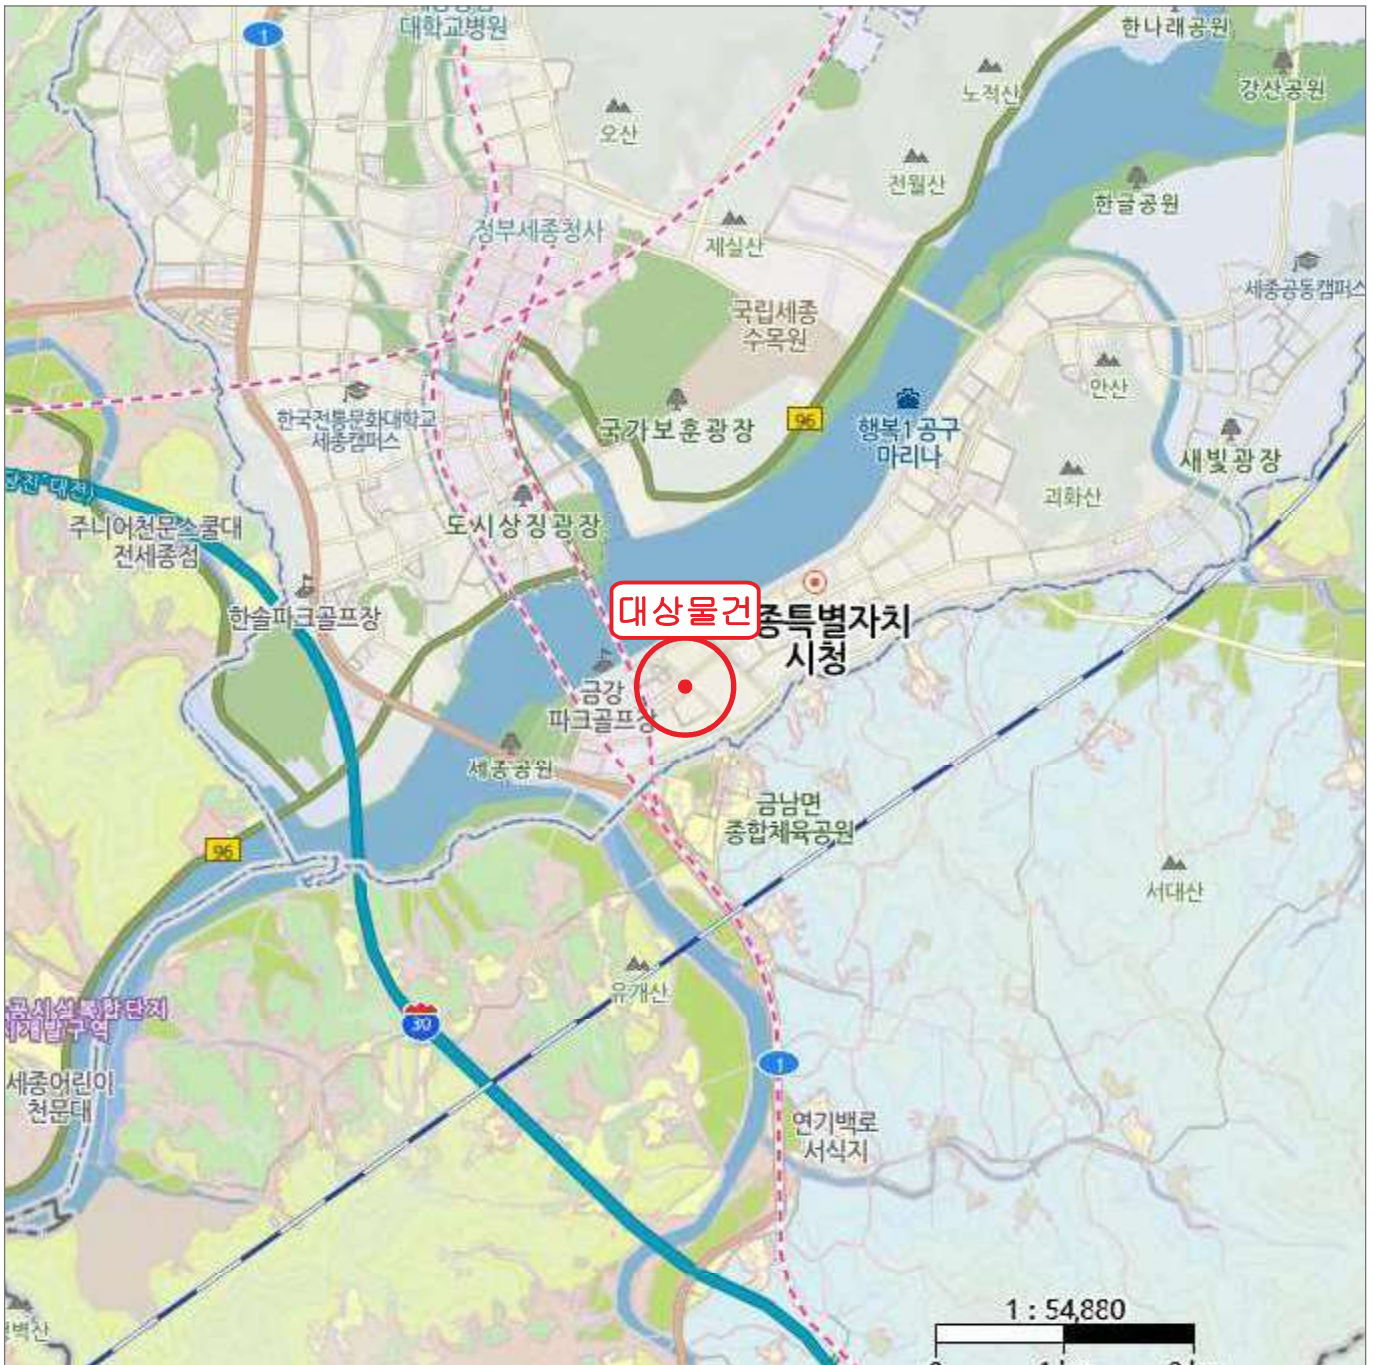 1
대학교병원
한나래공원
노적산
강산공원
오산
전월산
한글공원
정부세종청사
제실산
세종공동캠퍼스
국립세종
수목원
안산
한국전통문화대학교
세종캠퍼스
국가보훈광장
96
행복1공구
마리나
새빛광장
괴화산
주니어천문스쿨대
전세종점
도시상징광장
대상물건
한솔파크골프장
종특별자치
시청
금강
파크골프장
세종공원
금남면
종합체육공원
96
서대산
유개산
30
1
세종어린이
천문대
연기백로
서식지
1 : 54,880